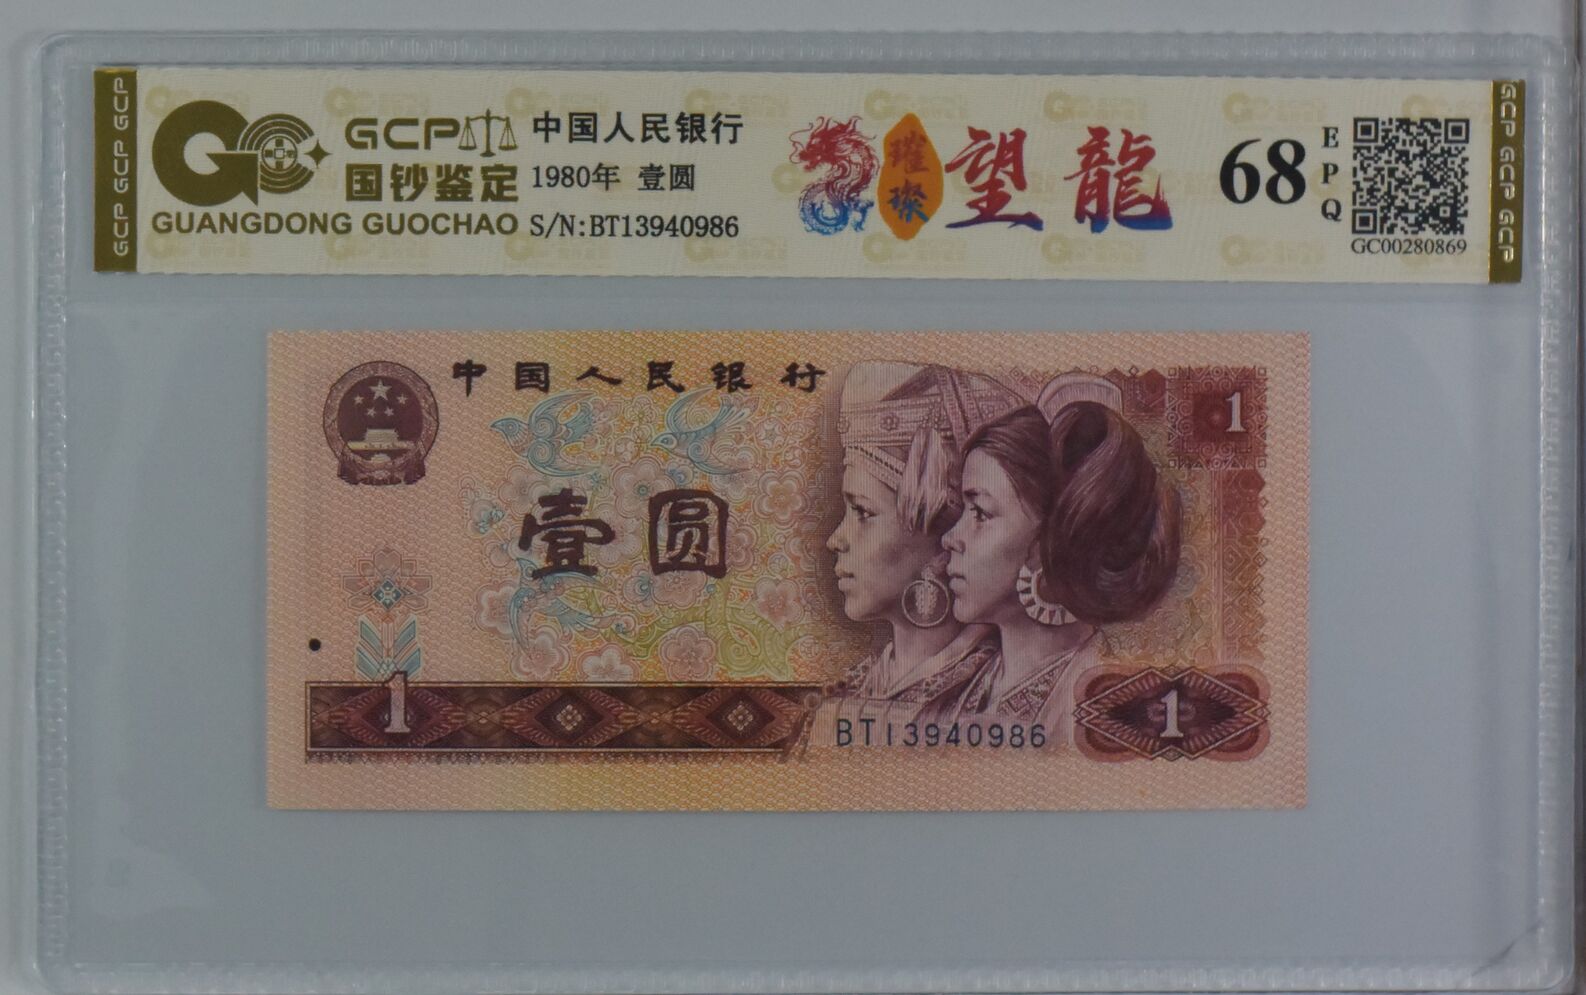 GCP GCP GCP
GCP
国钞鉴定
GUANGDONG GUOCHAO
中国人民银行
1980年 壹圆
S/N:BT13940986
璀璨
望龍
68
EPQ
GC00280869
GCP GCP GCP
中国人民银行
1
壹圆
1
BT13940986
1